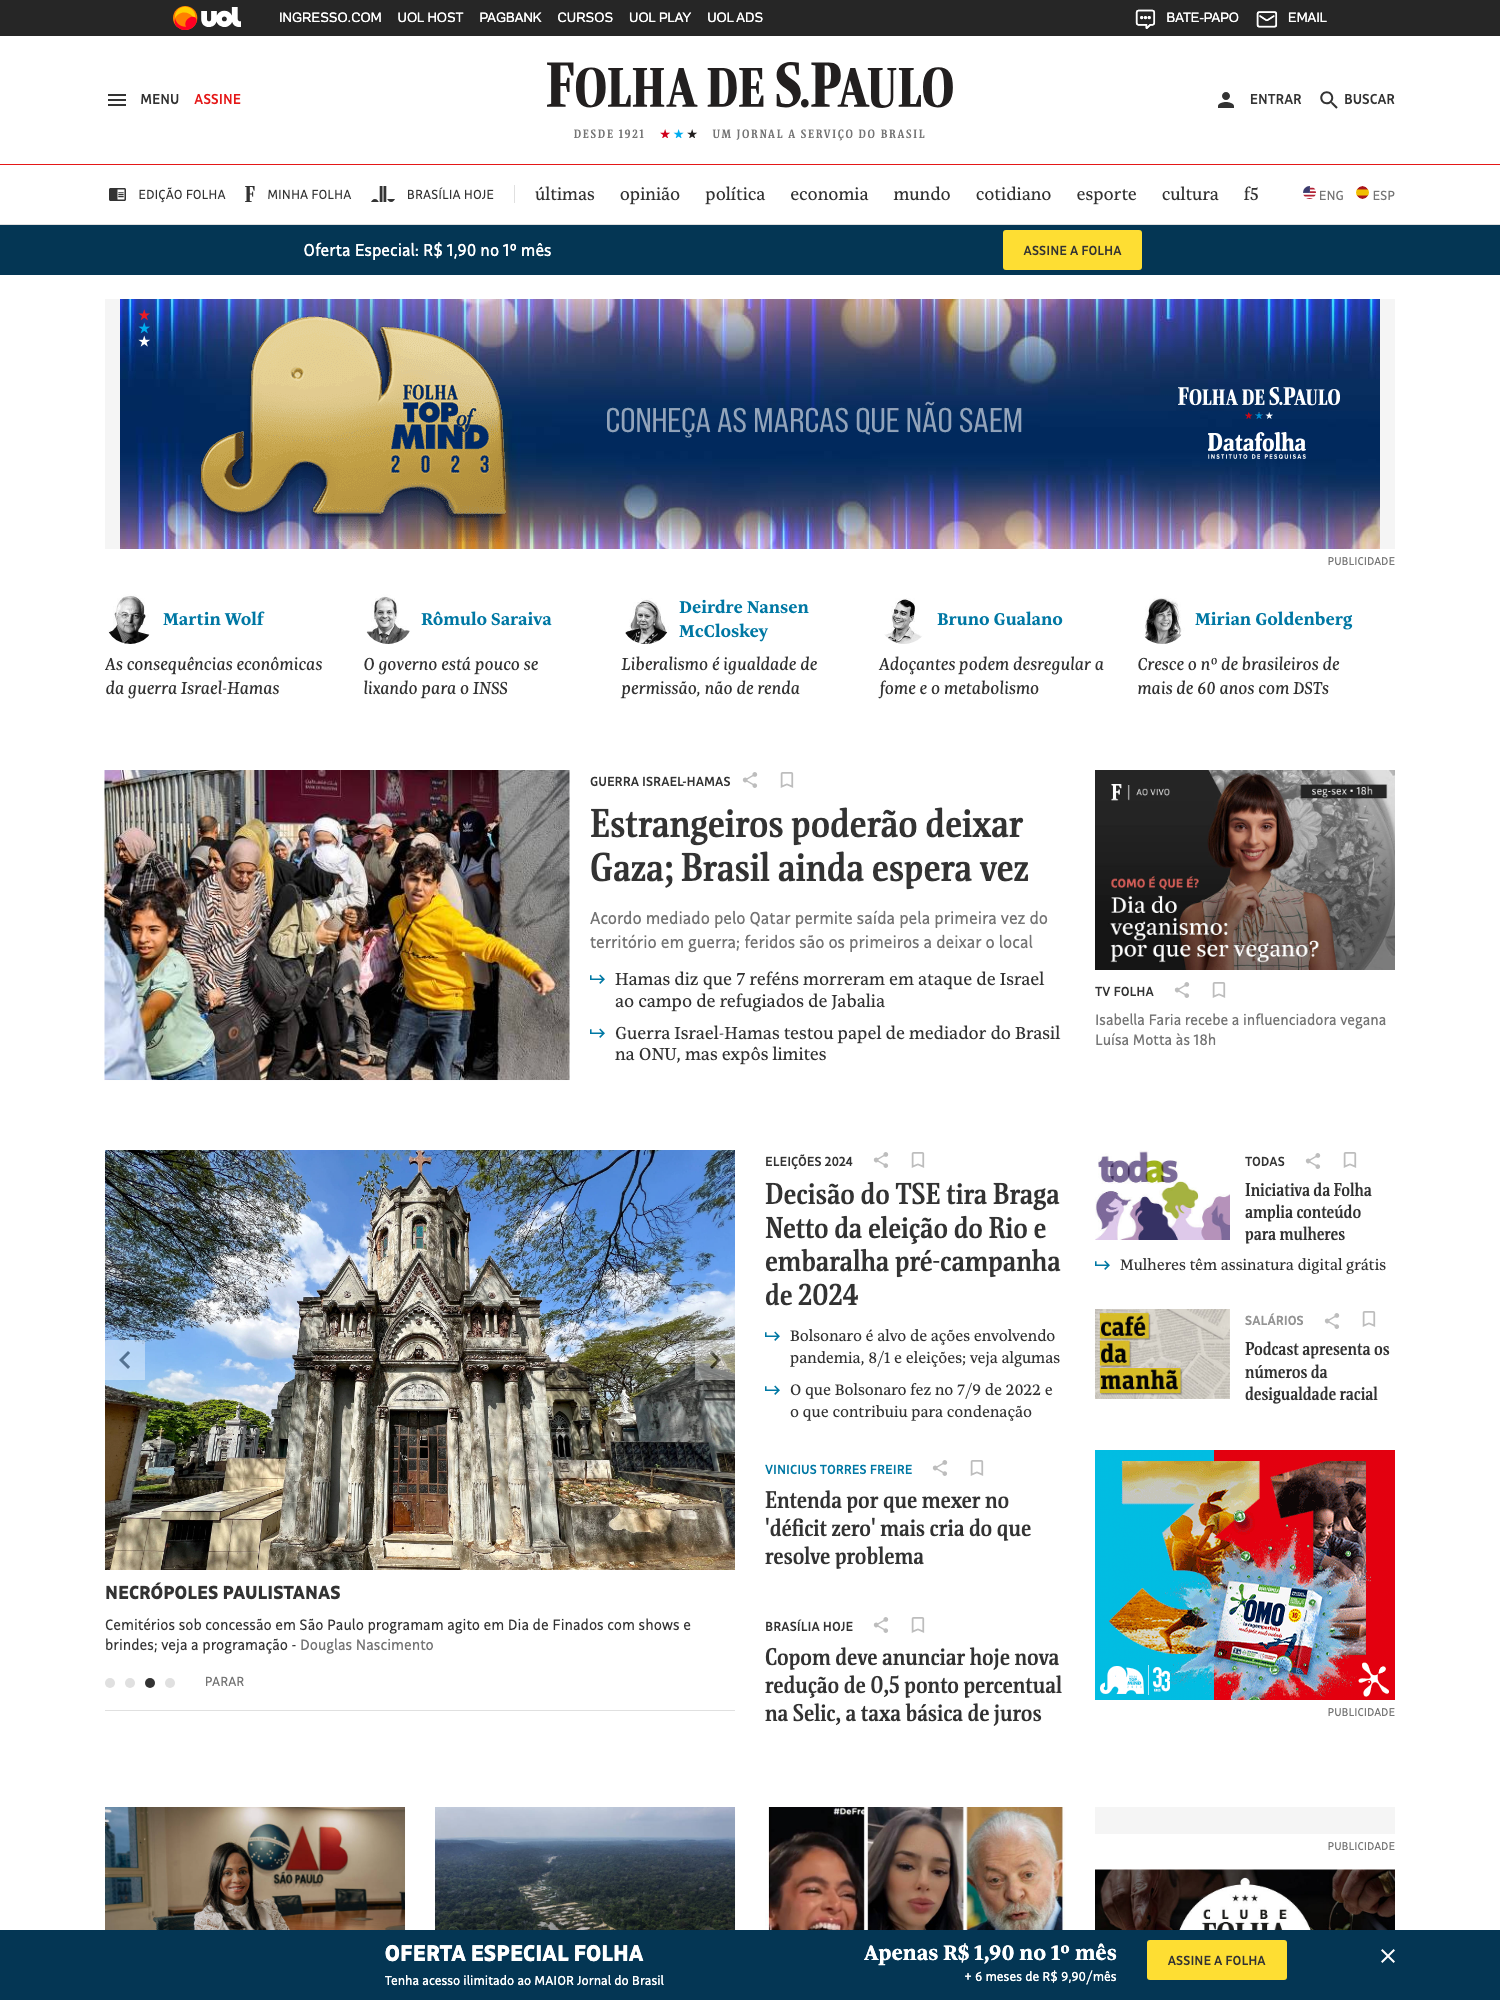 uol INGRESSO.COM UOL HOST PAGBANK CURSOS UOL PLAY UOL ADS BATE-PAPO EMAIL
MENU ASSINE FOLHA DE S.PAULO ENTRAR BUSCAR
DESDE 1921 ★★★ UM JORNAL A SERVIÇO DO BRASIL
EDIÇÃO FOLHA F MINHA FOLHA BRASÍLIA HOJE últimas opinião política economia mundo cotidiano esporte cultura f5 ENG ESP
Oferta Especial: R$ 1,90 no 1º mês ASSINE A FOLHA
FOLHA
TOP of
MIND
2023
CONHEÇA AS MARCAS QUE NÃO SAEM
FOLHA DE S.PAULO
★★★
Datafolha
INSTITUTO DE PESQUISAS
PUBLICIDADE
Martin Wolf
As consequências econômicas
da guerra Israel-Hamas
Rômulo Saraiva
O governo está pouco se
lixando para o INSS
Deirdre Nansen
McCloskey
Liberalismo é igualdade de
permissão, não de renda
Bruno Gualano
Adoçantes podem desregular a
fome e o metabolismo
Mirian Goldenberg
Cresce o nº de brasileiros de
mais de 60 anos com DSTs
GUERRA ISRAEL-HAMAS
Estrangeiros poderão deixar
Gaza; Brasil ainda espera vez
Acordo mediado pelo Qatar permite saída pela primeira vez do
território em guerra; feridos são os primeiros a deixar o local
Hamas diz que 7 reféns morreram em ataque de Israel
ao campo de refugiados de Jabalia
Guerra Israel-Hamas testou papel de mediador do Brasil
na ONU, mas expôs limites
F | AO VIVO seg-sex • 18h
COMO É QUE É?
Dia do
veganismo:
por que ser vegano?
TV FOLHA
Isabella Faria recebe a influenciadora vegana
Luísa Motta às 18h
NECRÓPOLES PAULISTANAS
Cemitérios sob concessão em São Paulo programam agito em Dia de Finados com shows e
brindes; veja a programação - Douglas Nascimento
PARAR
ELEIÇÕES 2024
Decisão do TSE tira Braga
Netto da eleição do Rio e
embaralha pré-campanha
de 2024
Bolsonaro é alvo de ações envolvendo
pandemia, 8/1 e eleições; veja algumas
O que Bolsonaro fez no 7/9 de 2022 e
o que contribuiu para condenação
VINICIUS TORRES FREIRE
Entenda por que mexer no
'déficit zero' mais cria do que
resolve problema
BRASÍLIA HOJE
Copom deve anunciar hoje nova
redução de 0,5 ponto percentual
na Selic, a taxa básica de juros
todas
TODAS
Iniciativa da Folha
amplia conteúdo
para mulheres
Mulheres têm assinatura digital grátis
café
da
manhã
SALÁRIOS
Podcast apresenta os
números da
desigualdade racial
31
OMO
33
PUBLICIDADE
OAB
SÃO PAULO
PUBLICIDADE
★★★
CLUBE
FOLHA
OFERTA ESPECIAL FOLHA
Tenha acesso ilimitado ao MAIOR Jornal do Brasil
Apenas R$ 1,90 no 1º mês
+ 6 meses de R$ 9,90/mês
ASSINE A FOLHA